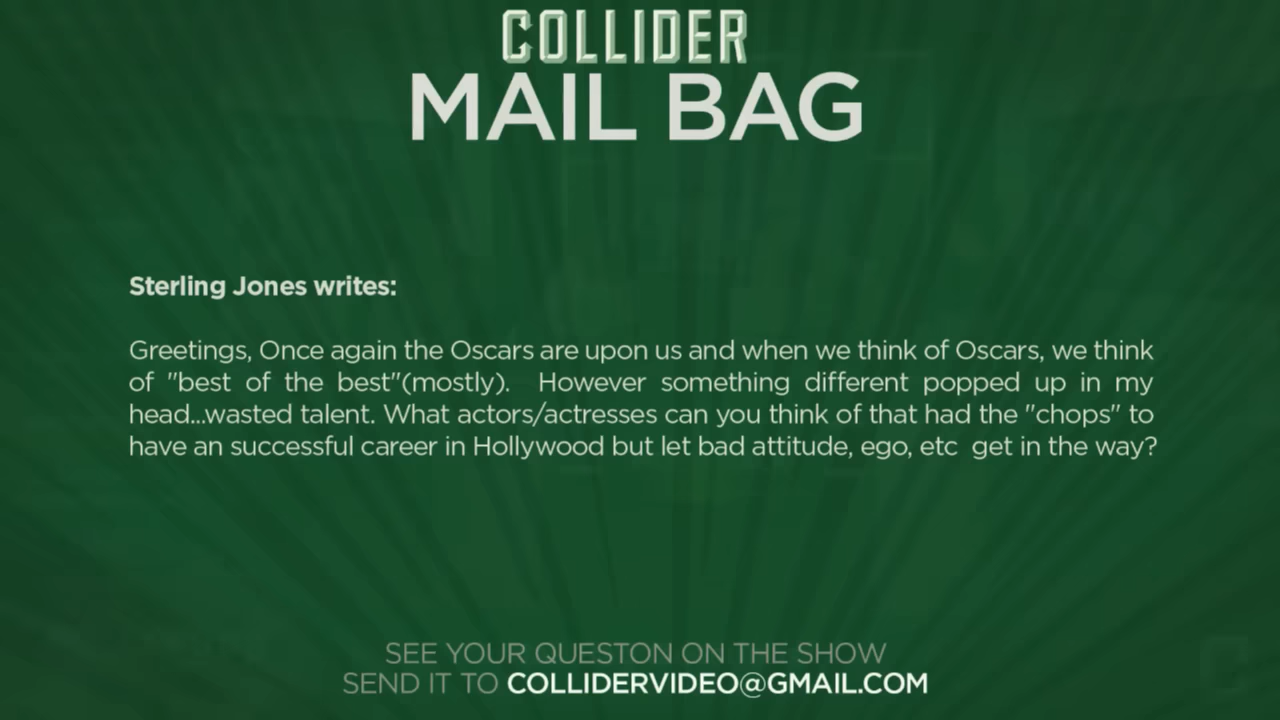 COLLIDER
MAIL BAG
Sterling Jones writes:
Greetings, Once again the Oscars are upon us and when we think of Oscars, we think
of "best of the best"(mostly).  However something different popped up in my
head...wasted talent. What actors/actresses can you think of that had the "chops" to
have an successful career in Hollywood but let bad attitude, ego, etc  get in the way?
SEE YOUR QUESTON ON THE SHOW
SEND IT TO COLLIDERVIDEO@GMAIL.COM